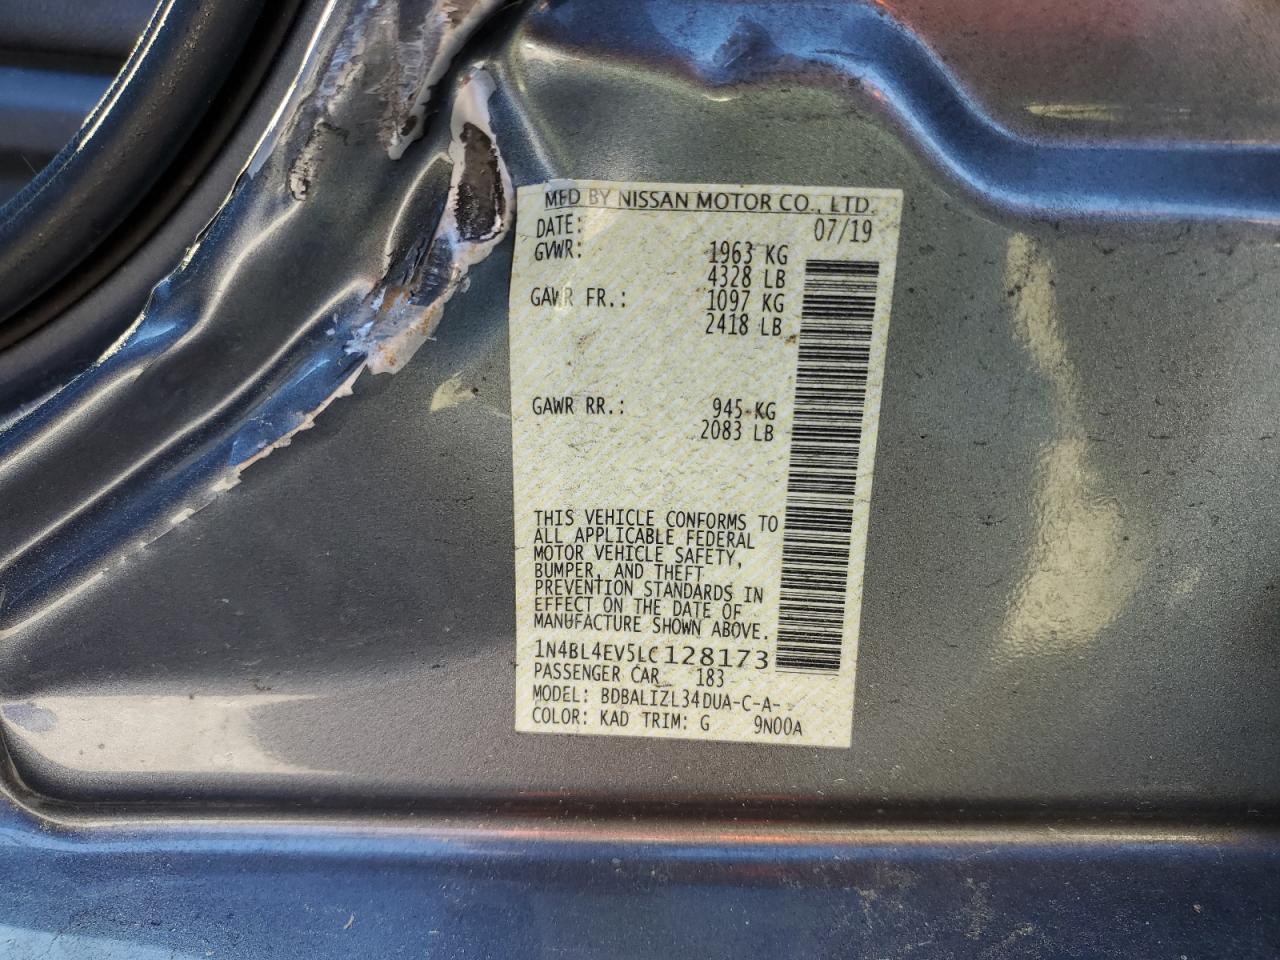 MFD BY NISSAN MOTOR CO., LTD.
DATE: 07/19
GVWR: 1963 KG
4328 LB
GAWR FR.: 1097 KG
2418 LB
GAWR RR.: 945 KG
2083 LB
THIS VEHICLE CONFORMS TO
ALL APPLICABLE FEDERAL
MOTOR VEHICLE SAFETY,
BUMPER, AND THEFT
PREVENTION STANDARDS IN
EFFECT ON THE DATE OF
MANUFACTURE SHOWN ABOVE.
1N4BL4EV5LC128173
PASSENGER CAR 183
MODEL: BDBALIZL34DUA-C-A-
COLOR: KAD TRIM: G 9N00A